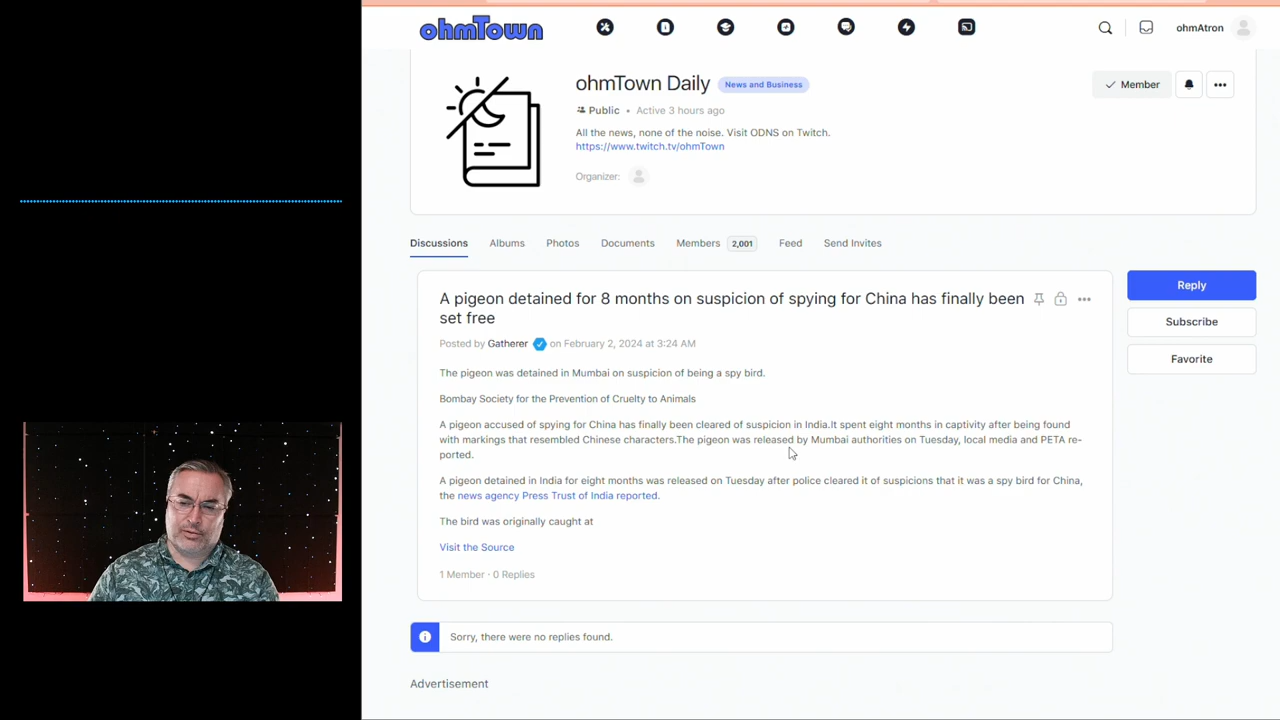 ohmTown
ohmAtron
ohmTown Daily News and Business
Member
Public • Active 3 hours ago
All the news, none of the noise. Visit ODNS on Twitch.
https://www.twitch.tv/ohmTown
Organizer:
Discussions Albums Photos Documents Members 2,001 Feed Send Invites
A pigeon detained for 8 months on suspicion of spying for China has finally been
set free
Reply
Subscribe
Favorite
Posted by Gatherer on February 2, 2024 at 3:24 AM
The pigeon was detained in Mumbai on suspicion of being a spy bird.
Bombay Society for the Prevention of Cruelty to Animals
A pigeon accused of spying for China has finally been cleared of suspicion in India.It spent eight months in captivity after being found
with markings that resembled Chinese characters.The pigeon was released by Mumbai authorities on Tuesday, local media and PETA re-
ported.
A pigeon detained in India for eight months was released on Tuesday after police cleared it of suspicions that it was a spy bird for China,
the news agency Press Trust of India reported.
The bird was originally caught at
Visit the Source
1 Member · 0 Replies
Sorry, there were no replies found.
Advertisement